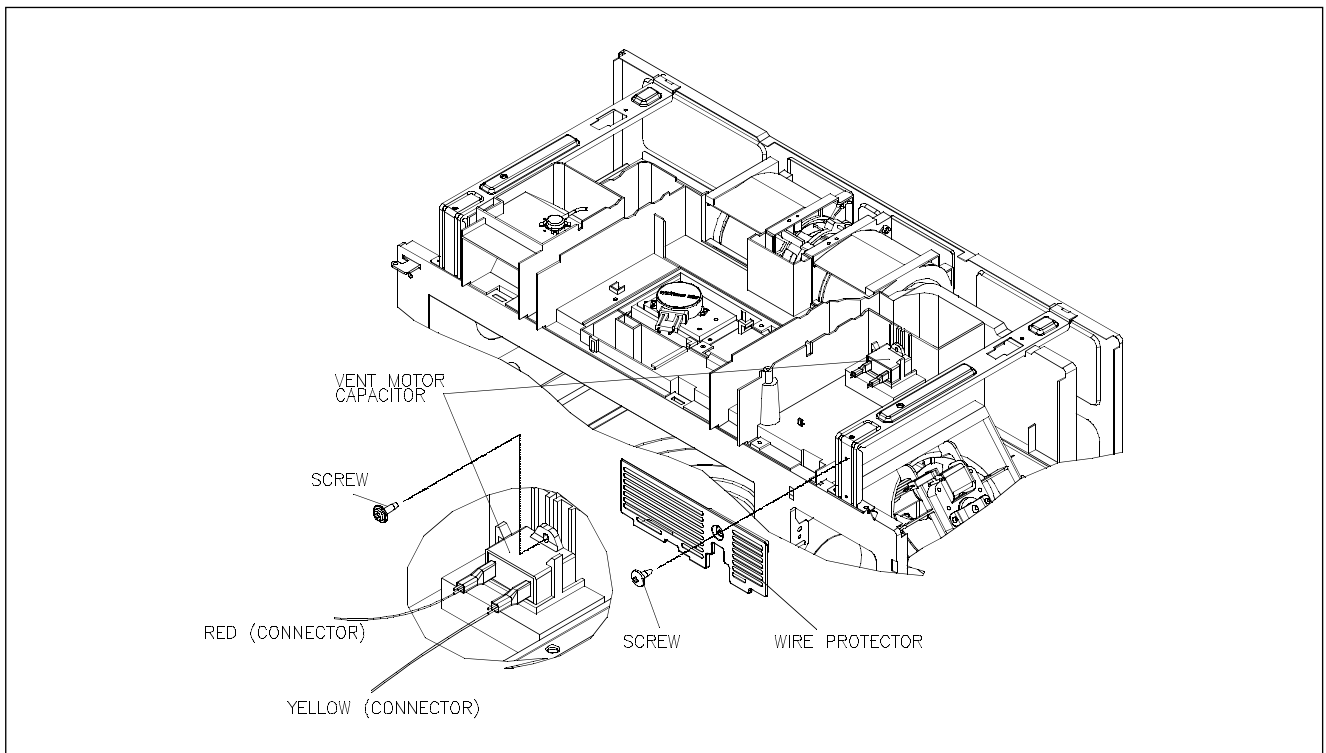 VENT MOTOR
CAPACITOR
SCREW
RED (CONNECTOR)
SCREW
WIRE PROTECTOR
YELLOW (CONNECTOR)